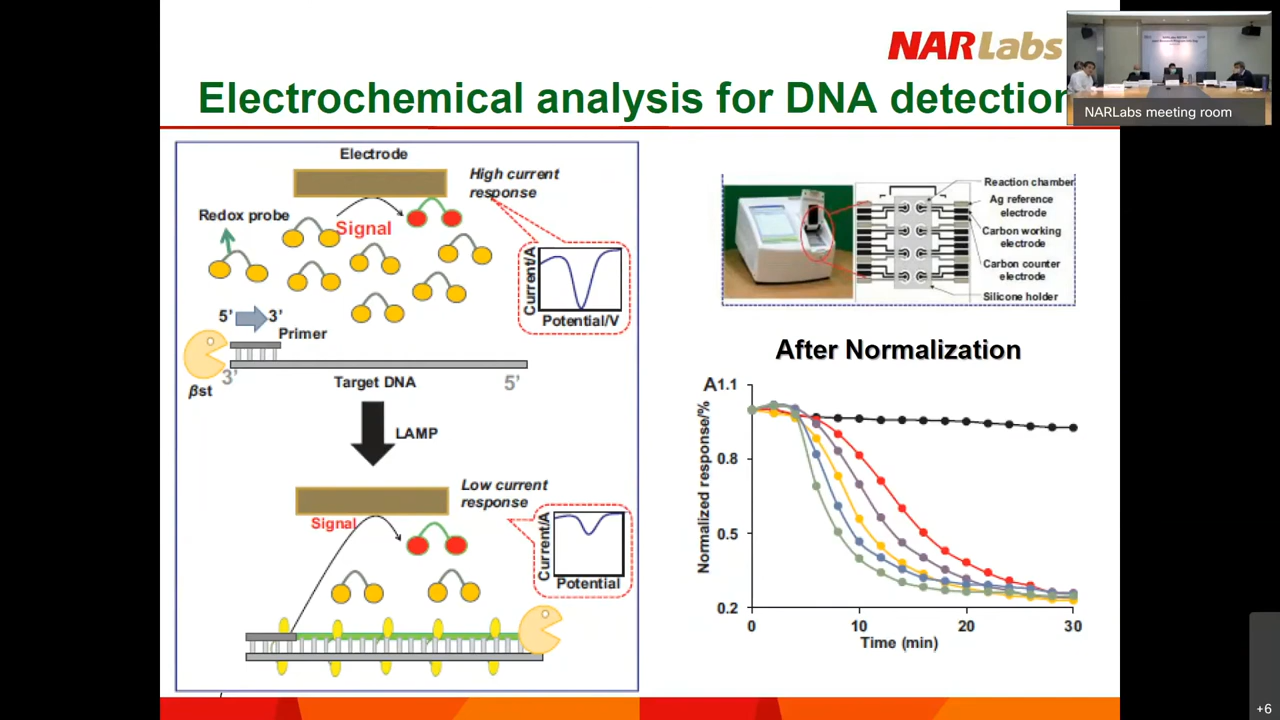 NARLabs
Electrochemical analysis for DNA detection
NARLabs meeting room
Electrode
High current
response
Redox probe
Signal
Current/A
Potential/V
5’ 3’
Primer
3’
βst
Target DNA
5’
LAMP
Low current
response
Signal
Current/A
Potential
Reaction chamber
Ag reference
electrode
Carbon working
electrode
Carbon counter
electrode
Silicone holder
After Normalization
A
1.1
0.8
0.5
0.2
Normalized response/%
0 10 20 30
Time (min)
+6